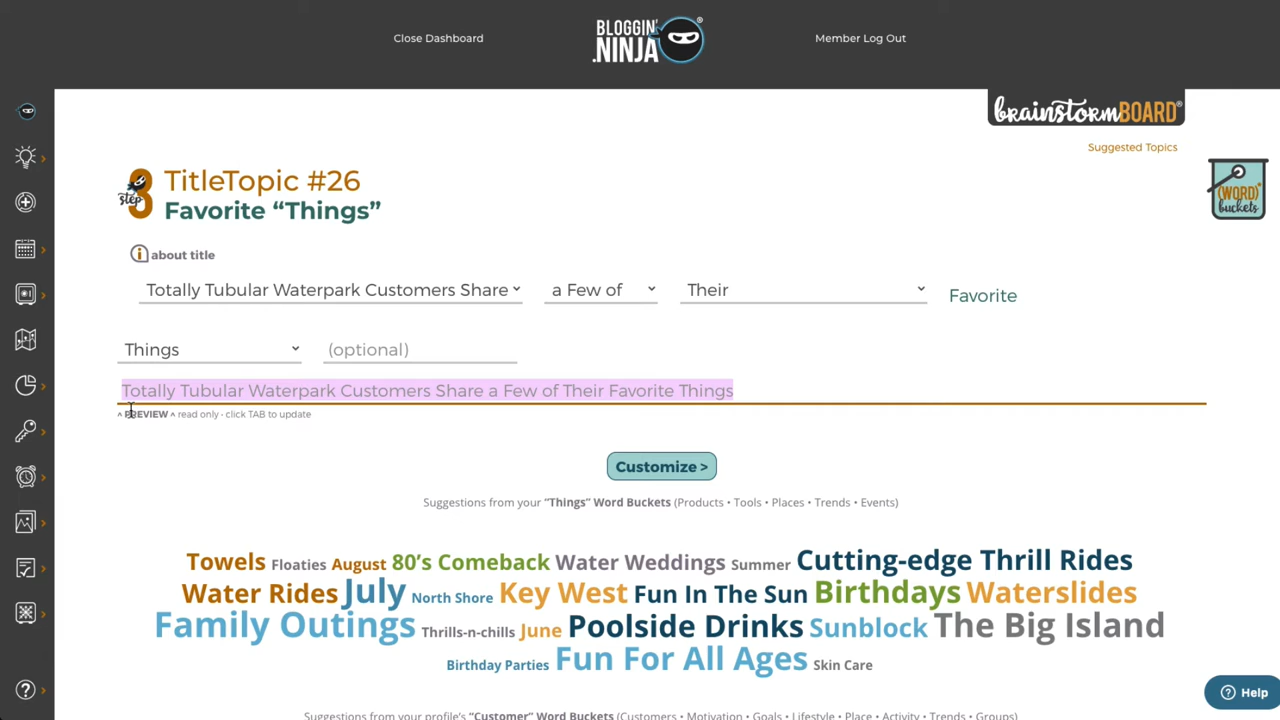 Close Dashboard
BLOGGIN'
.NINJA®
Member Log Out
brainstormBOARD®
Suggested Topics
(WORD)
buckets
3
step
TitleTopic #26
Favorite “Things”
i about title
Totally Tubular Waterpark Customers Share
a Few of
Their
Favorite
Things
(optional)
Totally Tubular Waterpark Customers Share a Few of Their Favorite Things
^ PREVIEW ^ read only - click TAB to update
Customize >
Suggestions from your “Things” Word Buckets (Products • Tools • Places • Trends • Events)
Towels Floaties August 80’s Comeback Water Weddings Summer Cutting-edge Thrill Rides
Water Rides July North Shore Key West Fun In The Sun Birthdays Waterslides
Family Outings Thrills-n-chills June Poolside Drinks Sunblock The Big Island
Birthday Parties Fun For All Ages Skin Care
? Help
Suggestions from your profile’s “Customer” Word Buckets (Customers • Motivation • Goals • Lifestyle • Place • Activity • Trends • Groups)